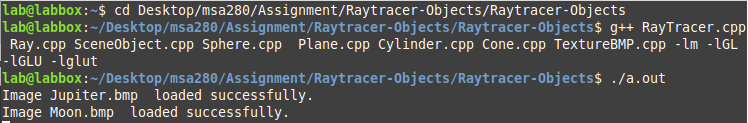 lab@labbox:~$ cd Desktop/msa280/Assignment/Raytracer-Objects/Raytracer-Objects
lab@labbox:~/Desktop/msa280/Assignment/Raytracer-Objects/Raytracer-Objects$ g++ RayTracer.cpp
 Ray.cpp SceneObject.cpp Sphere.cpp  Plane.cpp Cylinder.cpp Cone.cpp TextureBMP.cpp -lm -lGL
-lGLU -lglut
lab@labbox:~/Desktop/msa280/Assignment/Raytracer-Objects/Raytracer-Objects$ ./a.out
Image Jupiter.bmp  loaded successfully.
Image Moon.bmp  loaded successfully.